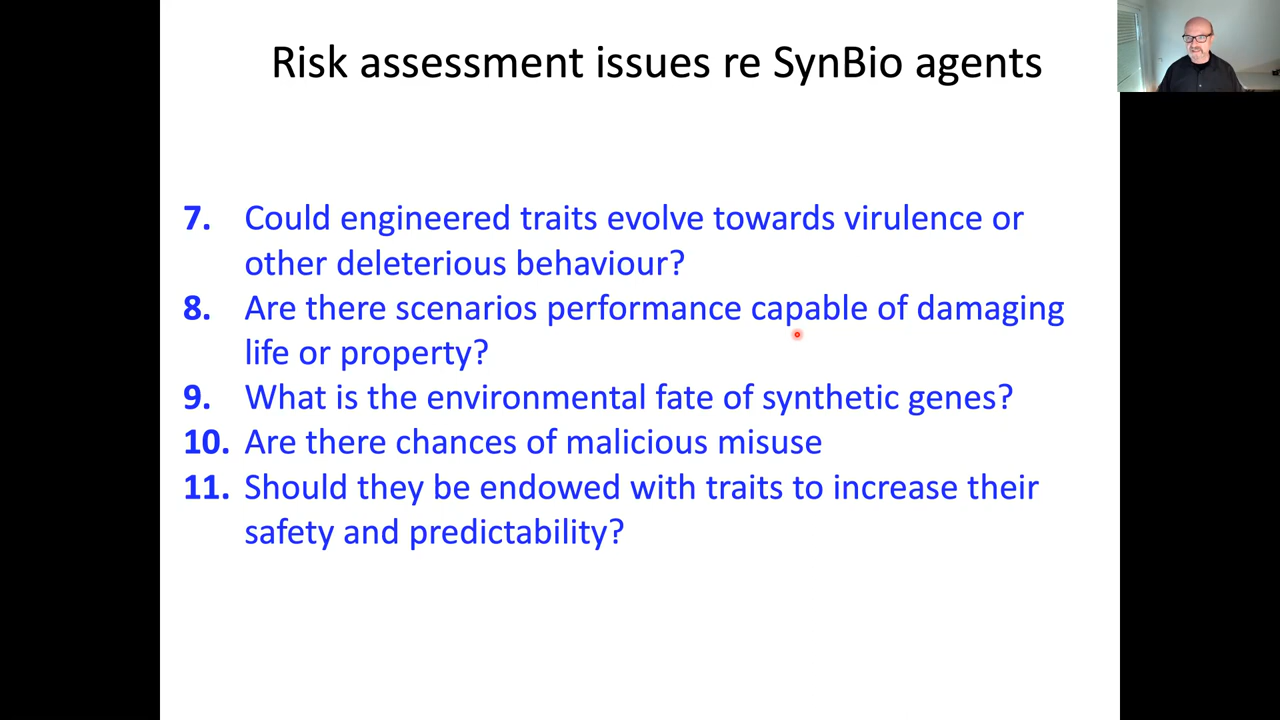 Risk assessment issues re SynBio agents
7. Could engineered traits evolve towards virulence or
other deleterious behaviour?
8. Are there scenarios performance capable of damaging
life or property?
9. What is the environmental fate of synthetic genes?
10. Are there chances of malicious misuse
11. Should they be endowed with traits to increase their
safety and predictability?